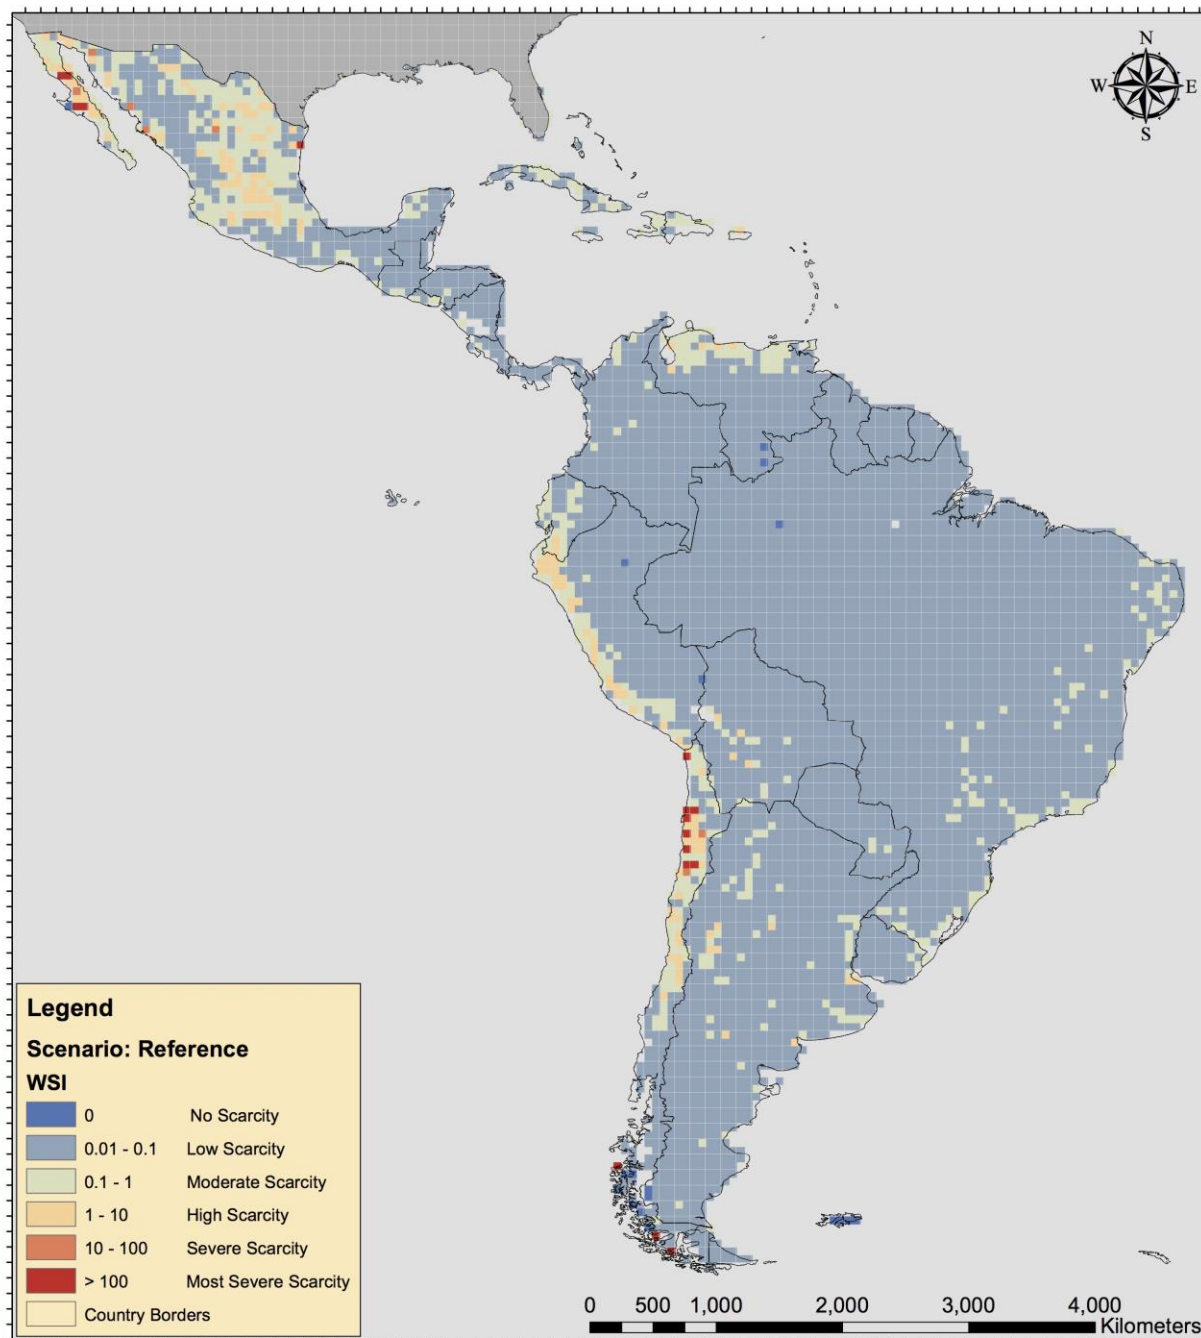 N
W E
S
Legend
Scenario: Reference
WSI
0 No Scarcity
0.01 - 0.1 Low Scarcity
0.1 - 1 Moderate Scarcity
1 - 10 High Scarcity
10 - 100 Severe Scarcity
> 100 Most Severe Scarcity
Country Borders
0 500 1,000 2,000 3,000 4,000
Kilometers